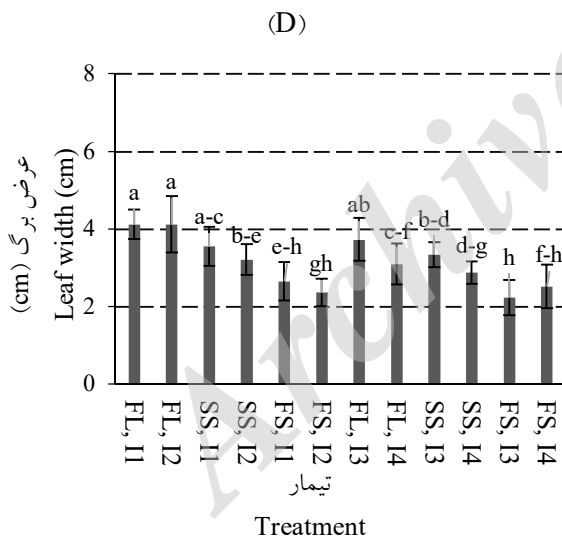 (D)
8
6
4
2
0
عرض برگ (cm)
Leaf width (cm)
a
a
a-c
b-e
e-h
gh
ab
c-f
b-d
d-g
h
f-h
FL, I1
FL, I2
SS, I1
SS, I2
FS, I1
FS, I2
FL, I3
FL, I4
SS, I3
SS, I4
FS, I3
FS, I4
تیمار
Treatment